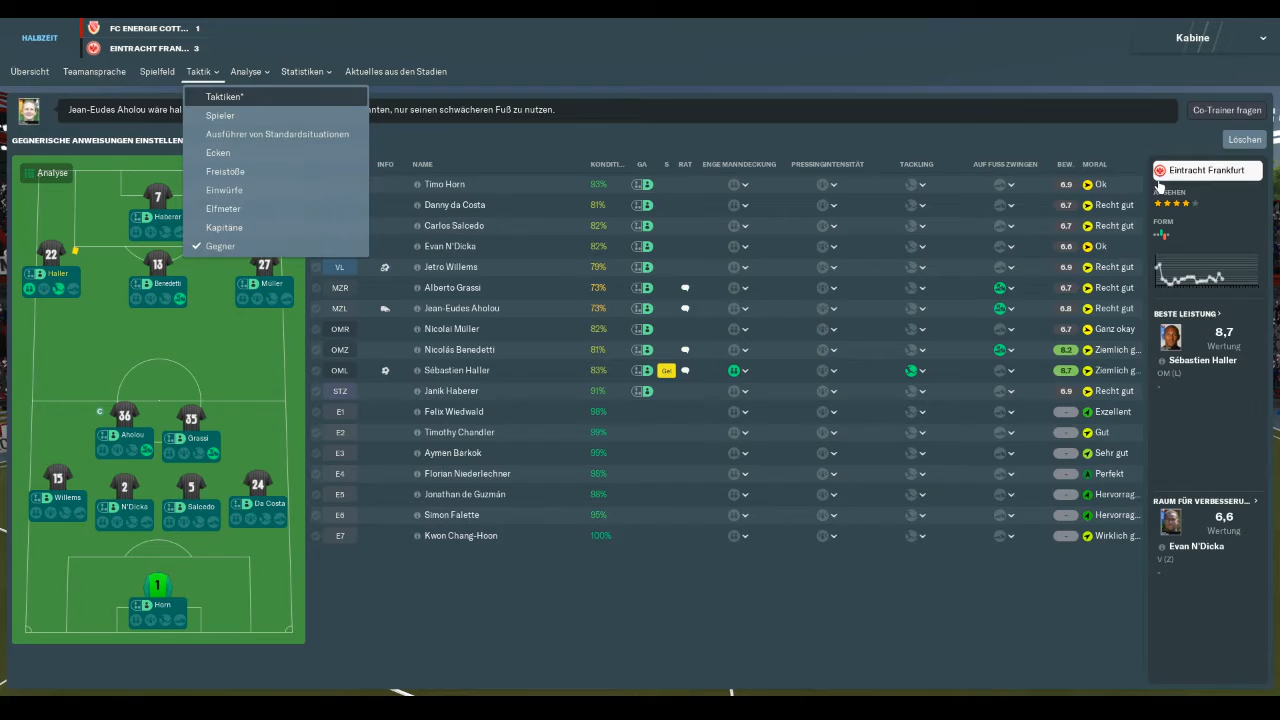 HALBZEIT
FC ENERGIE COTT... 1
EINTRACHT FRAN... 3
Kabine
Übersicht Teamansprache Spielfeld Taktik Analyse Statistiken Aktuelles aus den Stadien
Taktiken*
Spieler
Ausführer von Standardsituationen
Ecken
Freistoße
Einwürfe
Elfmeter
Kapitäne
Gegner
Jean-Eudes Aholou wäre hal nten, nur seinen schwächeren Fuß zu nutzen.
Co-Trainer fragen
GEGNERISCHE ANWEISUNGEN EINSTELLEN
Löschen
Analyse
7
Haberer
22
Haller
13
Benedetti
27
Müller
C
36
Aholou
35
Grassi
15
Willems
2
N'Dicka
5
Salcedo
24
Da Costa
1
Horn
INFO NAME KONDITI... GA S RAT ENGE MANNDECKUNG PRESSINGINTENSITÄT TACKLING AUF FUSS ZWINGEN BEW. MORAL
Timo Horn 93% 6.9 Ok
Danny da Costa 81% 6.7 Recht gut
Carlos Salcedo 82% 6.7 Recht gut
Evan N'Dicka 82% 6.6 Ok
VL Jetro Willems 79% 6.9 Recht gut
MZR Alberto Grassi 73% 6.7 Recht gut
MZL Jean-Eudes Aholou 73% 6.8 Recht gut
OMR Nicolai Müller 82% 6.7 Ganz okay
OMZ Nicolás Benedetti 81% 8.2 Ziemlich g...
OML Sébastien Haller 83% Gel 8.7 Ziemlich g...
STZ Janik Haberer 91% 6.9 Recht gut
E1 Felix Wiedwald 98% - Exzellent
E2 Timothy Chandler 99% - Gut
E3 Aymen Barkok 99% - Sehr gut
E4 Florian Niederlechner 98% - Perfekt
E5 Jonathan de Guzmán 98% - Hervorrag...
E6 Simon Falette 95% - Hervorrag...
E7 Kwon Chang-Hoon 100% - Wirklich g...
Eintracht Frankfurt
ANSEHEN
FORM
BESTE LEISTUNG
8,7
Wertung
Sébastien Haller
OM (L)
-
RAUM FÜR VERBESSERU...
6,6
Wertung
Evan N'Dicka
V (Z)
-